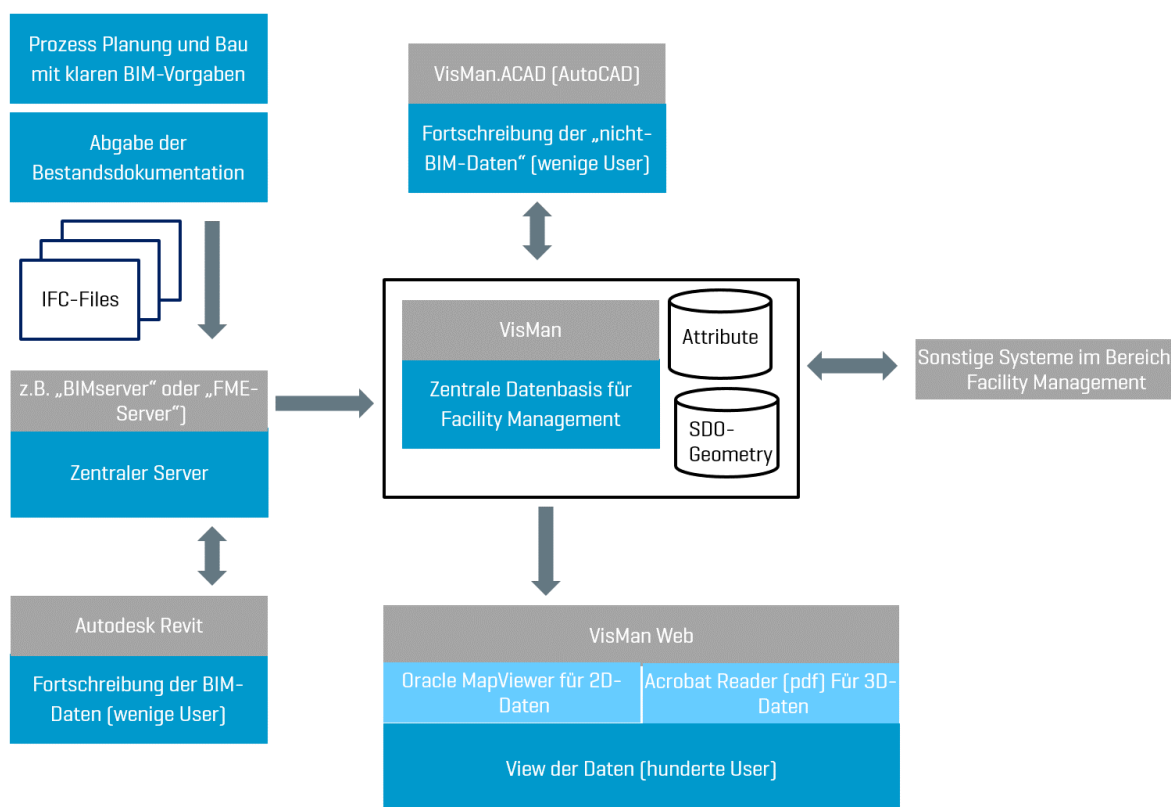 Prozess Planung und Bau
mit klaren BIM-Vorgaben
Abgabe der
Bestandsdokumentation
IFC-Files
z.B. „BIMserver“ oder „FME-
Server“)
Zentraler Server
Autodesk Revit
Fortschreibung der BIM-
Daten (wenige User)
VisMan.ACAD (AutoCAD)
Fortschreibung der „nicht-
BIM-Daten“ (wenige User)
VisMan
Zentrale Datenbasis für
Facility Management
Attribute
SDO-
Geometry
Sonstige Systeme im Bereich
Facility Management
VisMan Web
Oracle MapViewer für 2D-
Daten
Acrobat Reader (pdf) Für 3D-
Daten
View der Daten (hunderte User)